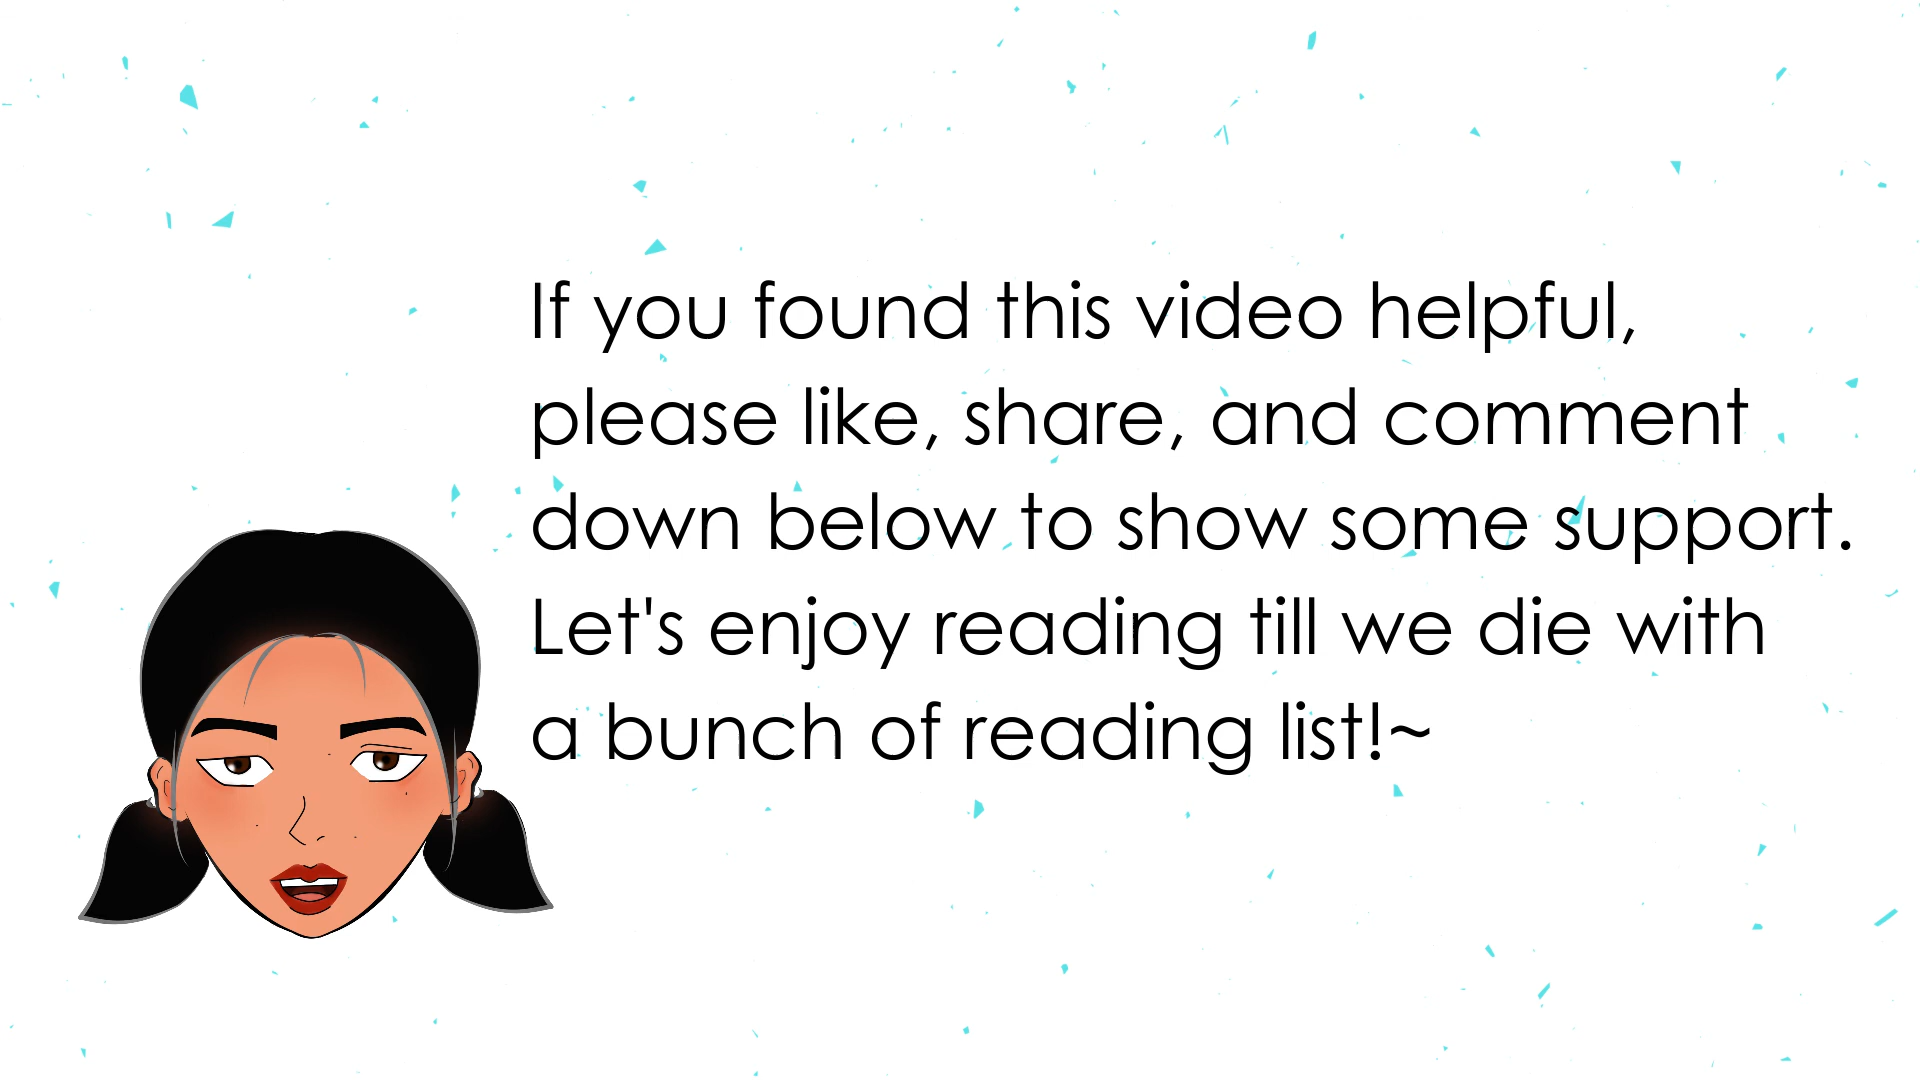 If you found this video helpful,
please like, share, and comment
down below to show some support.
Let's enjoy reading till we die with
a bunch of reading list!~